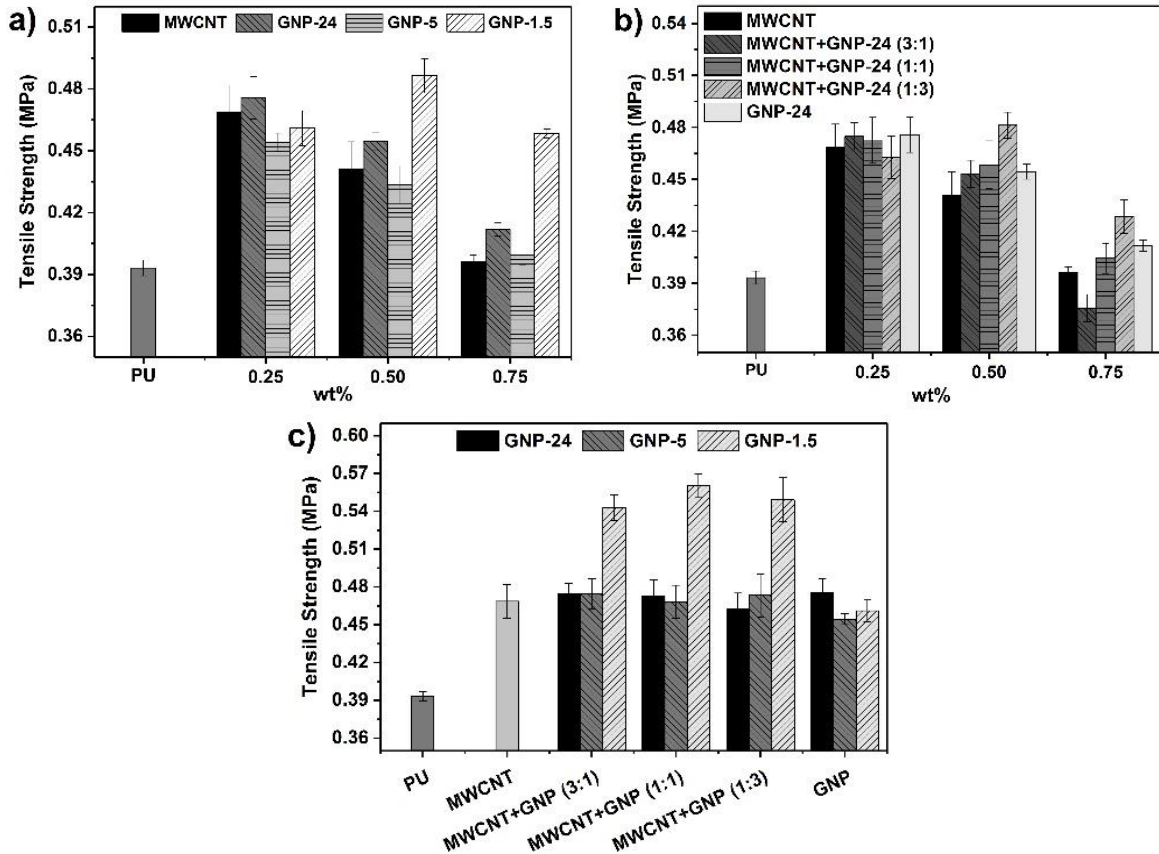 a)
MWCNT GNP-24 GNP-5 GNP-1.5
Tensile Strength (MPa)
0.51
0.48
0.45
0.42
0.39
0.36
PU 0.25 0.50 0.75
wt%
b)
MWCNT
MWCNT+GNP-24 (3:1)
MWCNT+GNP-24 (1:1)
MWCNT+GNP-24 (1:3)
GNP-24
Tensile Strength (MPa)
0.54
0.51
0.48
0.45
0.42
0.39
0.36
PU 0.25 0.50 0.75
wt%
c)
GNP-24 GNP-5 GNP-1.5
Tensile Strength (MPa)
0.60
0.57
0.54
0.51
0.48
0.45
0.42
0.39
0.36
PU
MWCNT
MWCNT+GNP (3:1)
MWCNT+GNP (1:1)
MWCNT+GNP (1:3)
GNP